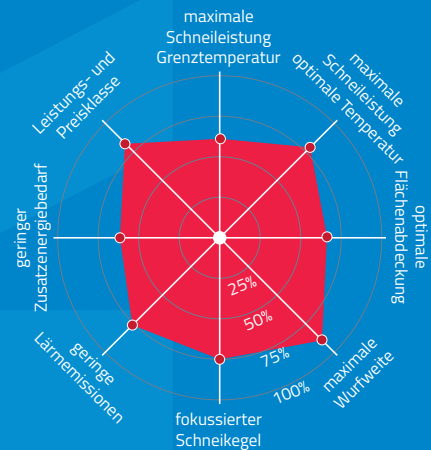 maximale
Schneileistung
Grenztemperatur
maximale
Schneileistung
optimale Temperatur
optimale
Flächenabdeckung
maximale
Wurfweite
fokussierter
Schneikegel
geringe
Lärmemissionen
geringer
Zusatzenergiebedarf
Leistungs- und
Preisklasse
25%
50%
75%
100%